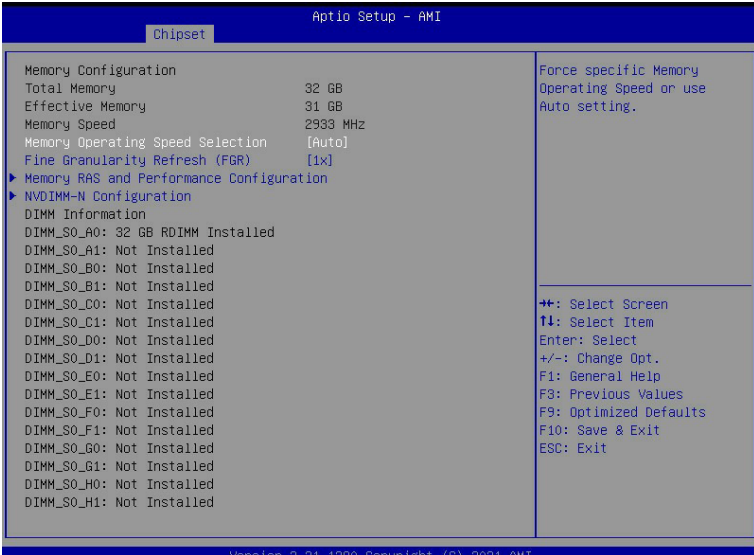 Aptio Setup - AMI
Chipset
Memory Configuration
Total Memory 32 GB
Effective Memory 31 GB
Memory Speed 2933 MHz
Memory Operating Speed Selection [Auto]
Fine Granularity Refresh (FGR) [1x]
Memory RAS and Performance Configuration
NVDIMM-N Configuration
DIMM Information
DIMM_S0_A0: 32 GB RDIMM Installed
DIMM_S0_A1: Not Installed
DIMM_S0_B0: Not Installed
DIMM_S0_B1: Not Installed
DIMM_S0_C0: Not Installed
DIMM_S0_C1: Not Installed
DIMM_S0_D0: Not Installed
DIMM_S0_D1: Not Installed
DIMM_S0_E0: Not Installed
DIMM_S0_E1: Not Installed
DIMM_S0_F0: Not Installed
DIMM_S0_F1: Not Installed
DIMM_S0_G0: Not Installed
DIMM_S0_G1: Not Installed
DIMM_S0_H0: Not Installed
DIMM_S0_H1: Not Installed
Force specific Memory
Operating Speed or use
Auto setting.
→←: Select Screen
↑↓: Select Item
Enter: Select
+/-: Change Opt.
F1: General Help
F3: Previous Values
F9: Optimized Defaults
F10: Save & Exit
ESC: Exit
Version Copyright (C) 2021 AMI